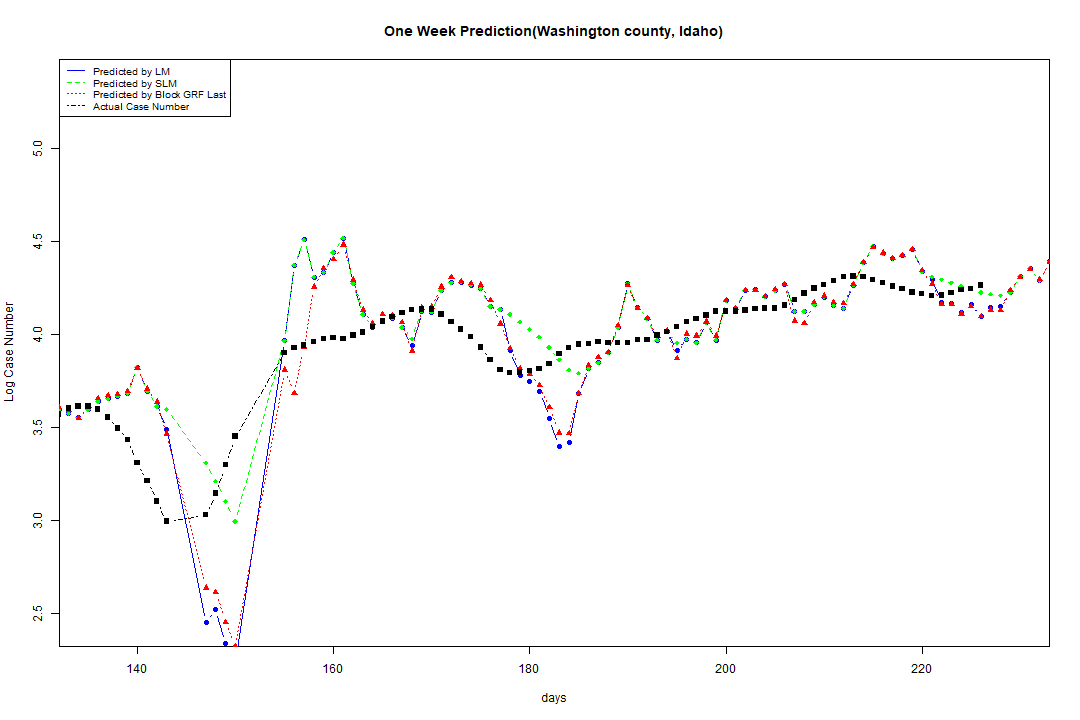 One Week Prediction(Washington county, Idaho)
Predicted by LM
Predicted by SLM
Predicted by Block GRF Last
Actual Case Number
Log Case Number
5.0
4.5
4.0
3.5
3.0
2.5
140
160
180
200
220
days